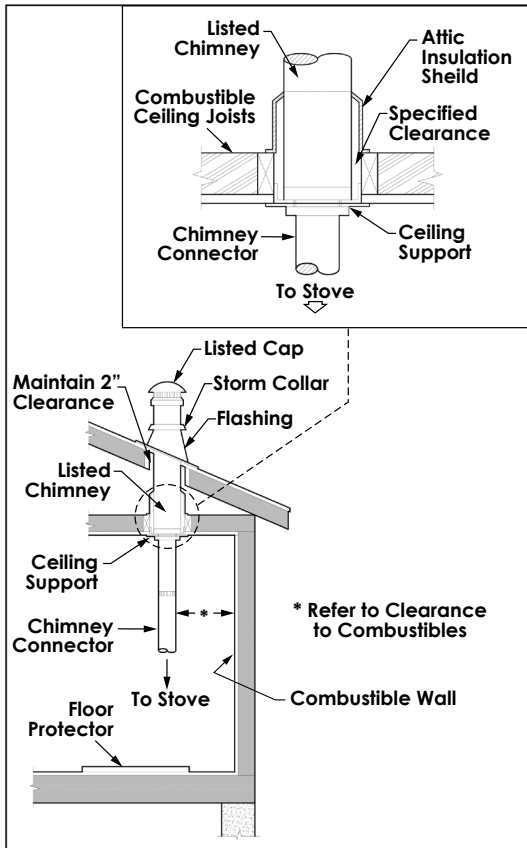 Listed
Chimney
Attic
Insulation
Sheild
Combustible
Ceiling Joists
Specified
Clearance
Chimney
Connector
Ceiling
Support
To Stove
Listed Cap
Maintain 2”
Clearance
Storm Collar
Flashing
Listed
Chimney
Ceiling
Support
*
* Refer to Clearance
to Combustibles
Chimney
Connector
To Stove
Combustible Wall
Floor
Protector